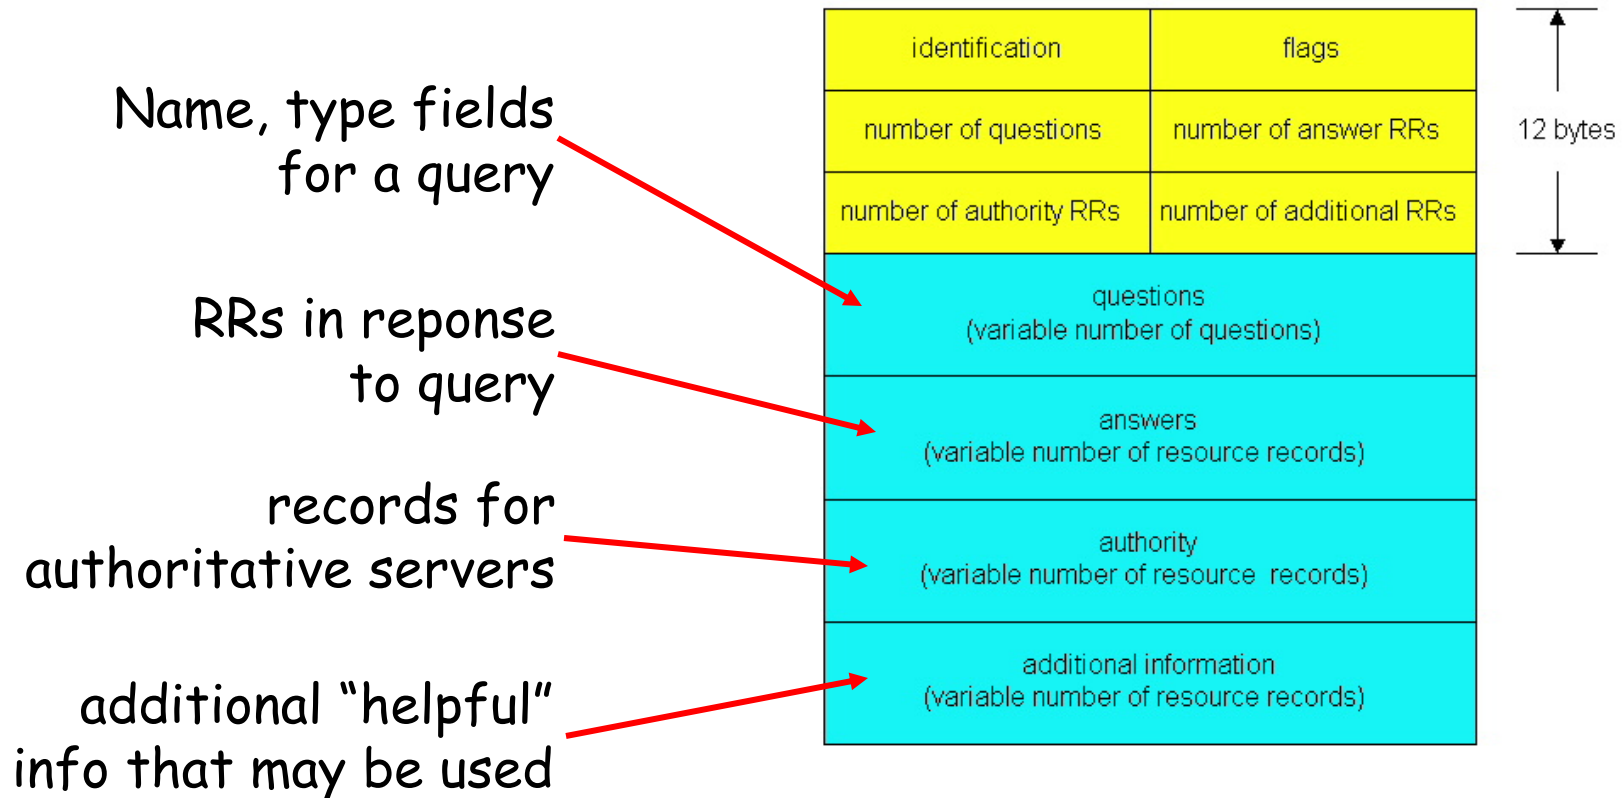 Name, type fields
for a query
RRs in reponse
to query
records for
authoritative servers
additional “helpful”
info that may be used
identification
flags
number of questions
number of answer RRs
number of authority RRs
number of additional RRs
12 bytes
questions
(variable number of questions)
answers
(variable number of resource records)
authority
(variable number of resource records)
additional information
(variable number of resource records)